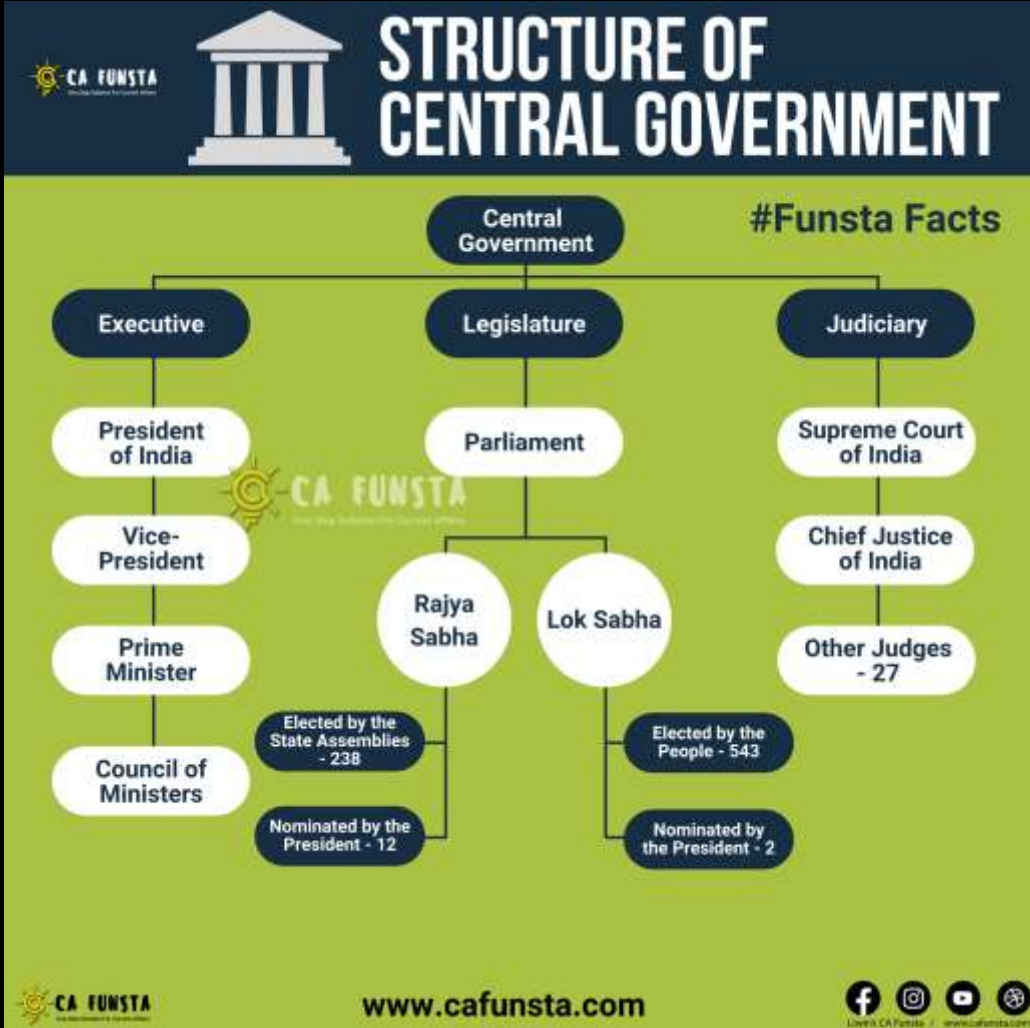 CA FUNSTA
STRUCTURE OF
CENTRAL GOVERNMENT
#Funsta Facts
Central
Government
Executive
Legislature
Judiciary
President
of India
Parliament
Supreme Court
of India
CA FUNSTA
Vice-
President
Chief Justice
of India
Rajya
Sabha
Lok Sabha
Prime
Minister
Other Judges
- 27
Elected by the
State Assemblies
- 238
Elected by the
People - 543
Council of
Ministers
Nominated by the
President - 12
Nominated by
the President - 2
CA FUNSTA
www.cafunsta.com